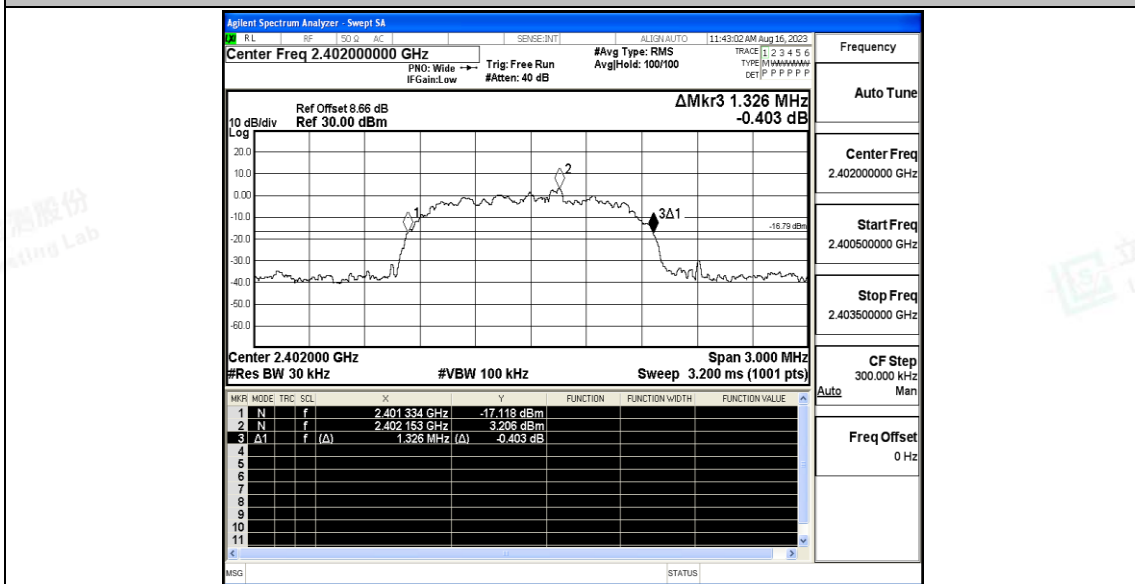 Agilent Spectrum Analyzer - Swept SA
RL RF 50 Ω AC SENSE:INT ALIGN AUTO 11:43:02 AM Aug 16, 2023
Center Freq 2.402000000 GHz
PNO: Wide
IFGain:Low
Trig: Free Run
#Atten: 40 dB
#Avg Type: RMS
Avg|Hold: 100/100
TRACE 1 2 3 4 5 6
TYPE M
DET P P P P P P
Frequency
Auto Tune
Center Freq
2.402000000 GHz
Start Freq
2.400500000 GHz
Stop Freq
2.403500000 GHz
CF Step
300.000 kHz
Auto Man
Freq Offset
0 Hz
ΔMkr3 1.326 MHz
-0.403 dB
Ref Offset 8.66 dB
10 dB/div Ref 30.00 dBm
Log
20.0
10.0
0.00
-10.0
-20.0
-30.0
-40.0
-50.0
-60.0
1
2
3Δ1
-16.79 dBm
Center 2.402000 GHz Span 3.000 MHz
#Res BW 30 kHz #VBW 100 kHz Sweep 3.200 ms (1001 pts)
MKR MODE TRC SCL X Y FUNCTION FUNCTION WIDTH FUNCTION VALUE
1 N f 2.401 334 GHz -17.118 dBm
2 N f 2.402 153 GHz 3.206 dBm
3 Δ1 f (Δ) 1.326 MHz (Δ) -0.403 dB
4
5
6
7
8
9
10
11
MSG STATUS
测股份
sting Lab
立